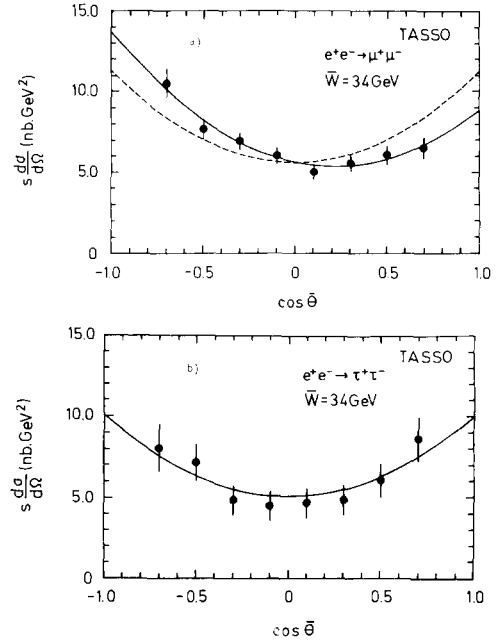 15.0
a)
TASSO
e⁺e⁻→μ⁺μ⁻
W̄=34GeV
10.0
5.0
0
s dσ/dΩ (nb.GeV²)
-1.0 -0.5 0 0.5 1.0
cos θ̄
15.0
b)
TASSO
e⁺e⁻→τ⁺τ⁻
W̄=34GeV
10.0
5.0
0
s dσ/dΩ (nb.GeV²)
-1.0 -0.5 0 0.5 1.0
cos θ̄